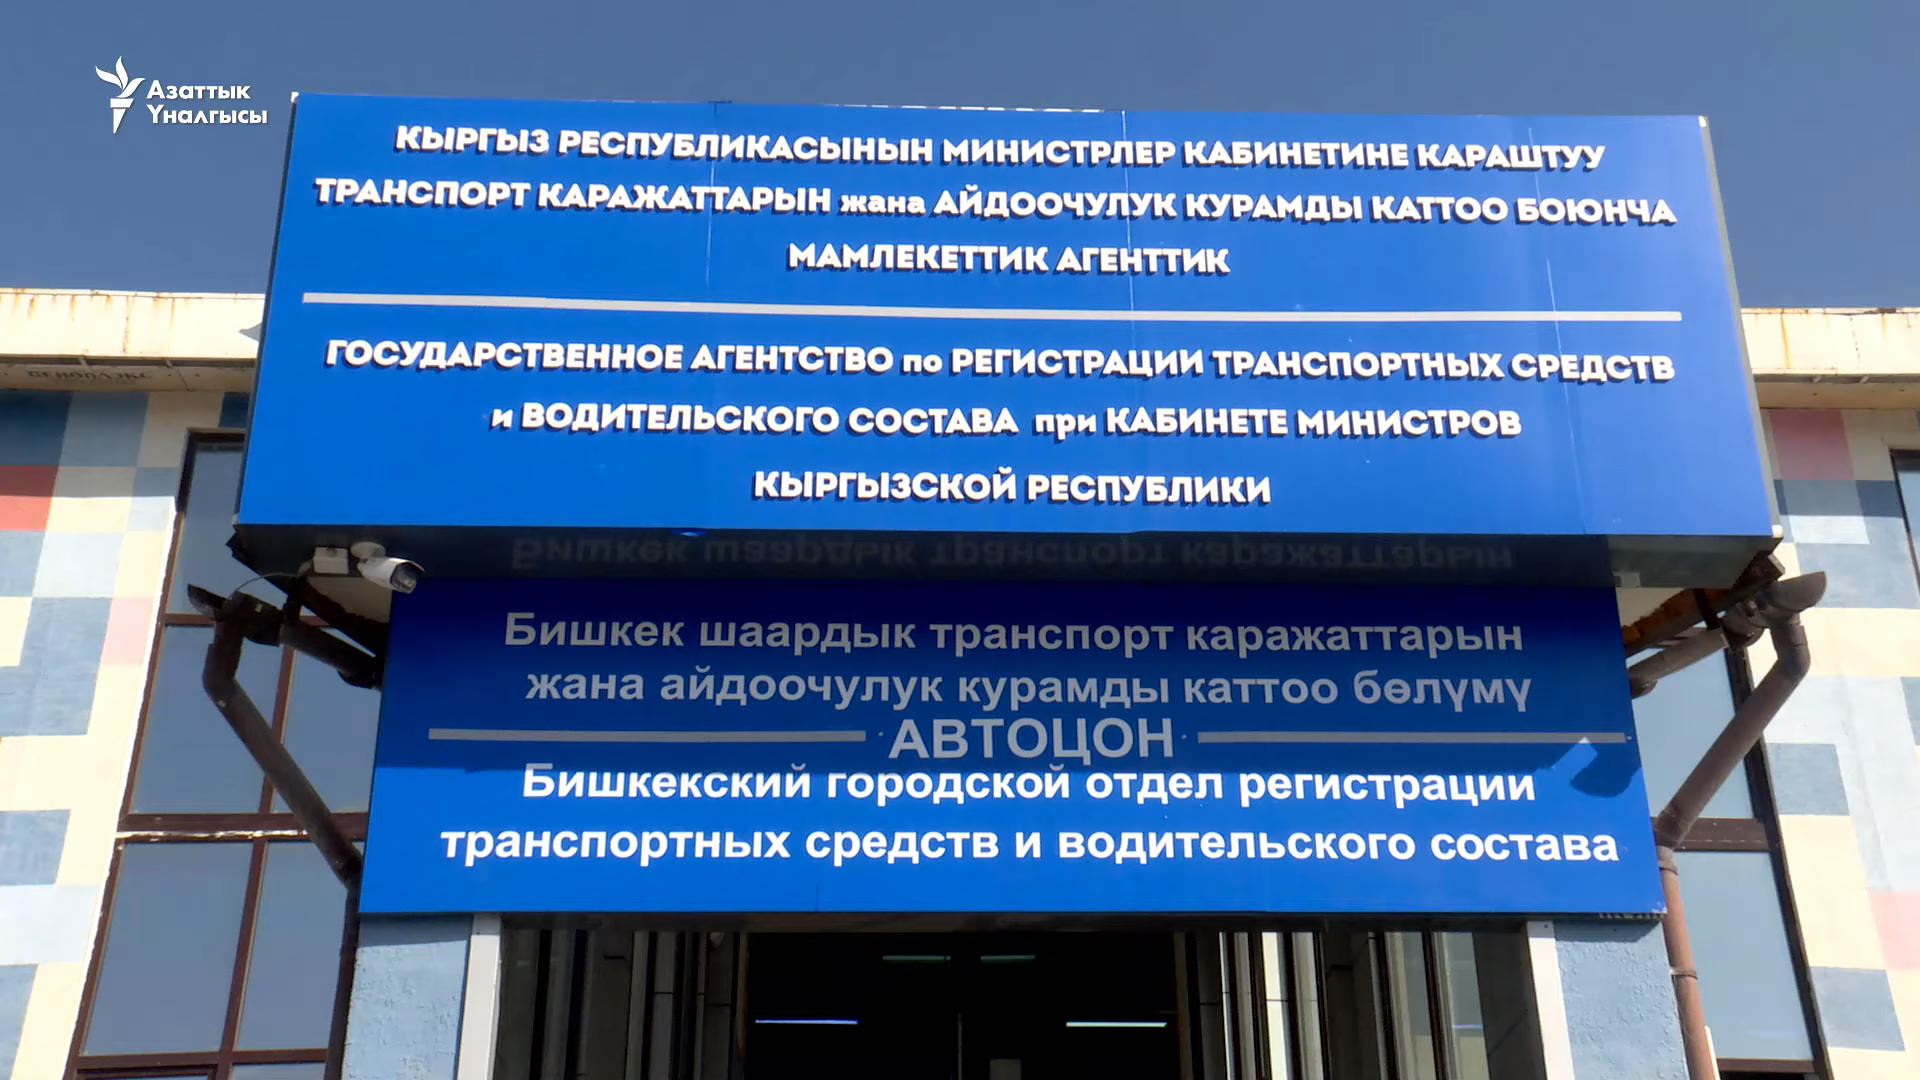 Азаттык
Үналгысы
КЫРГЫЗ РЕСПУБЛИКАСЫНЫН МИНИСТРЛЕР КАБИНЕТИНЕ КАРАШТУУ
ТРАНСПОРТ КАРАЖАТТАРЫН жана АЙДООЧУЛУК КУРАМДЫ КАТТОО БОЮНЧА
МАМЛЕКЕТТИК АГЕНТТИК
ГОСУДАРСТВЕННОЕ АГЕНТСТВО по РЕГИСТРАЦИИ ТРАНСПОРТНЫХ СРЕДСТВ
и ВОДИТЕЛЬСКОГО СОСТАВА при КАБИНЕТЕ МИНИСТРОВ
КЫРГЫЗСКОЙ РЕСПУБЛИКИ
ПЕНОПЛЭКС
Бишкек шаардык транспорт каражаттарын
жана айдоочулук курамды каттоо бөлүмү
АВТОЦОН
Бишкекский городской отдел регистрации
транспортных средств и водительского состава